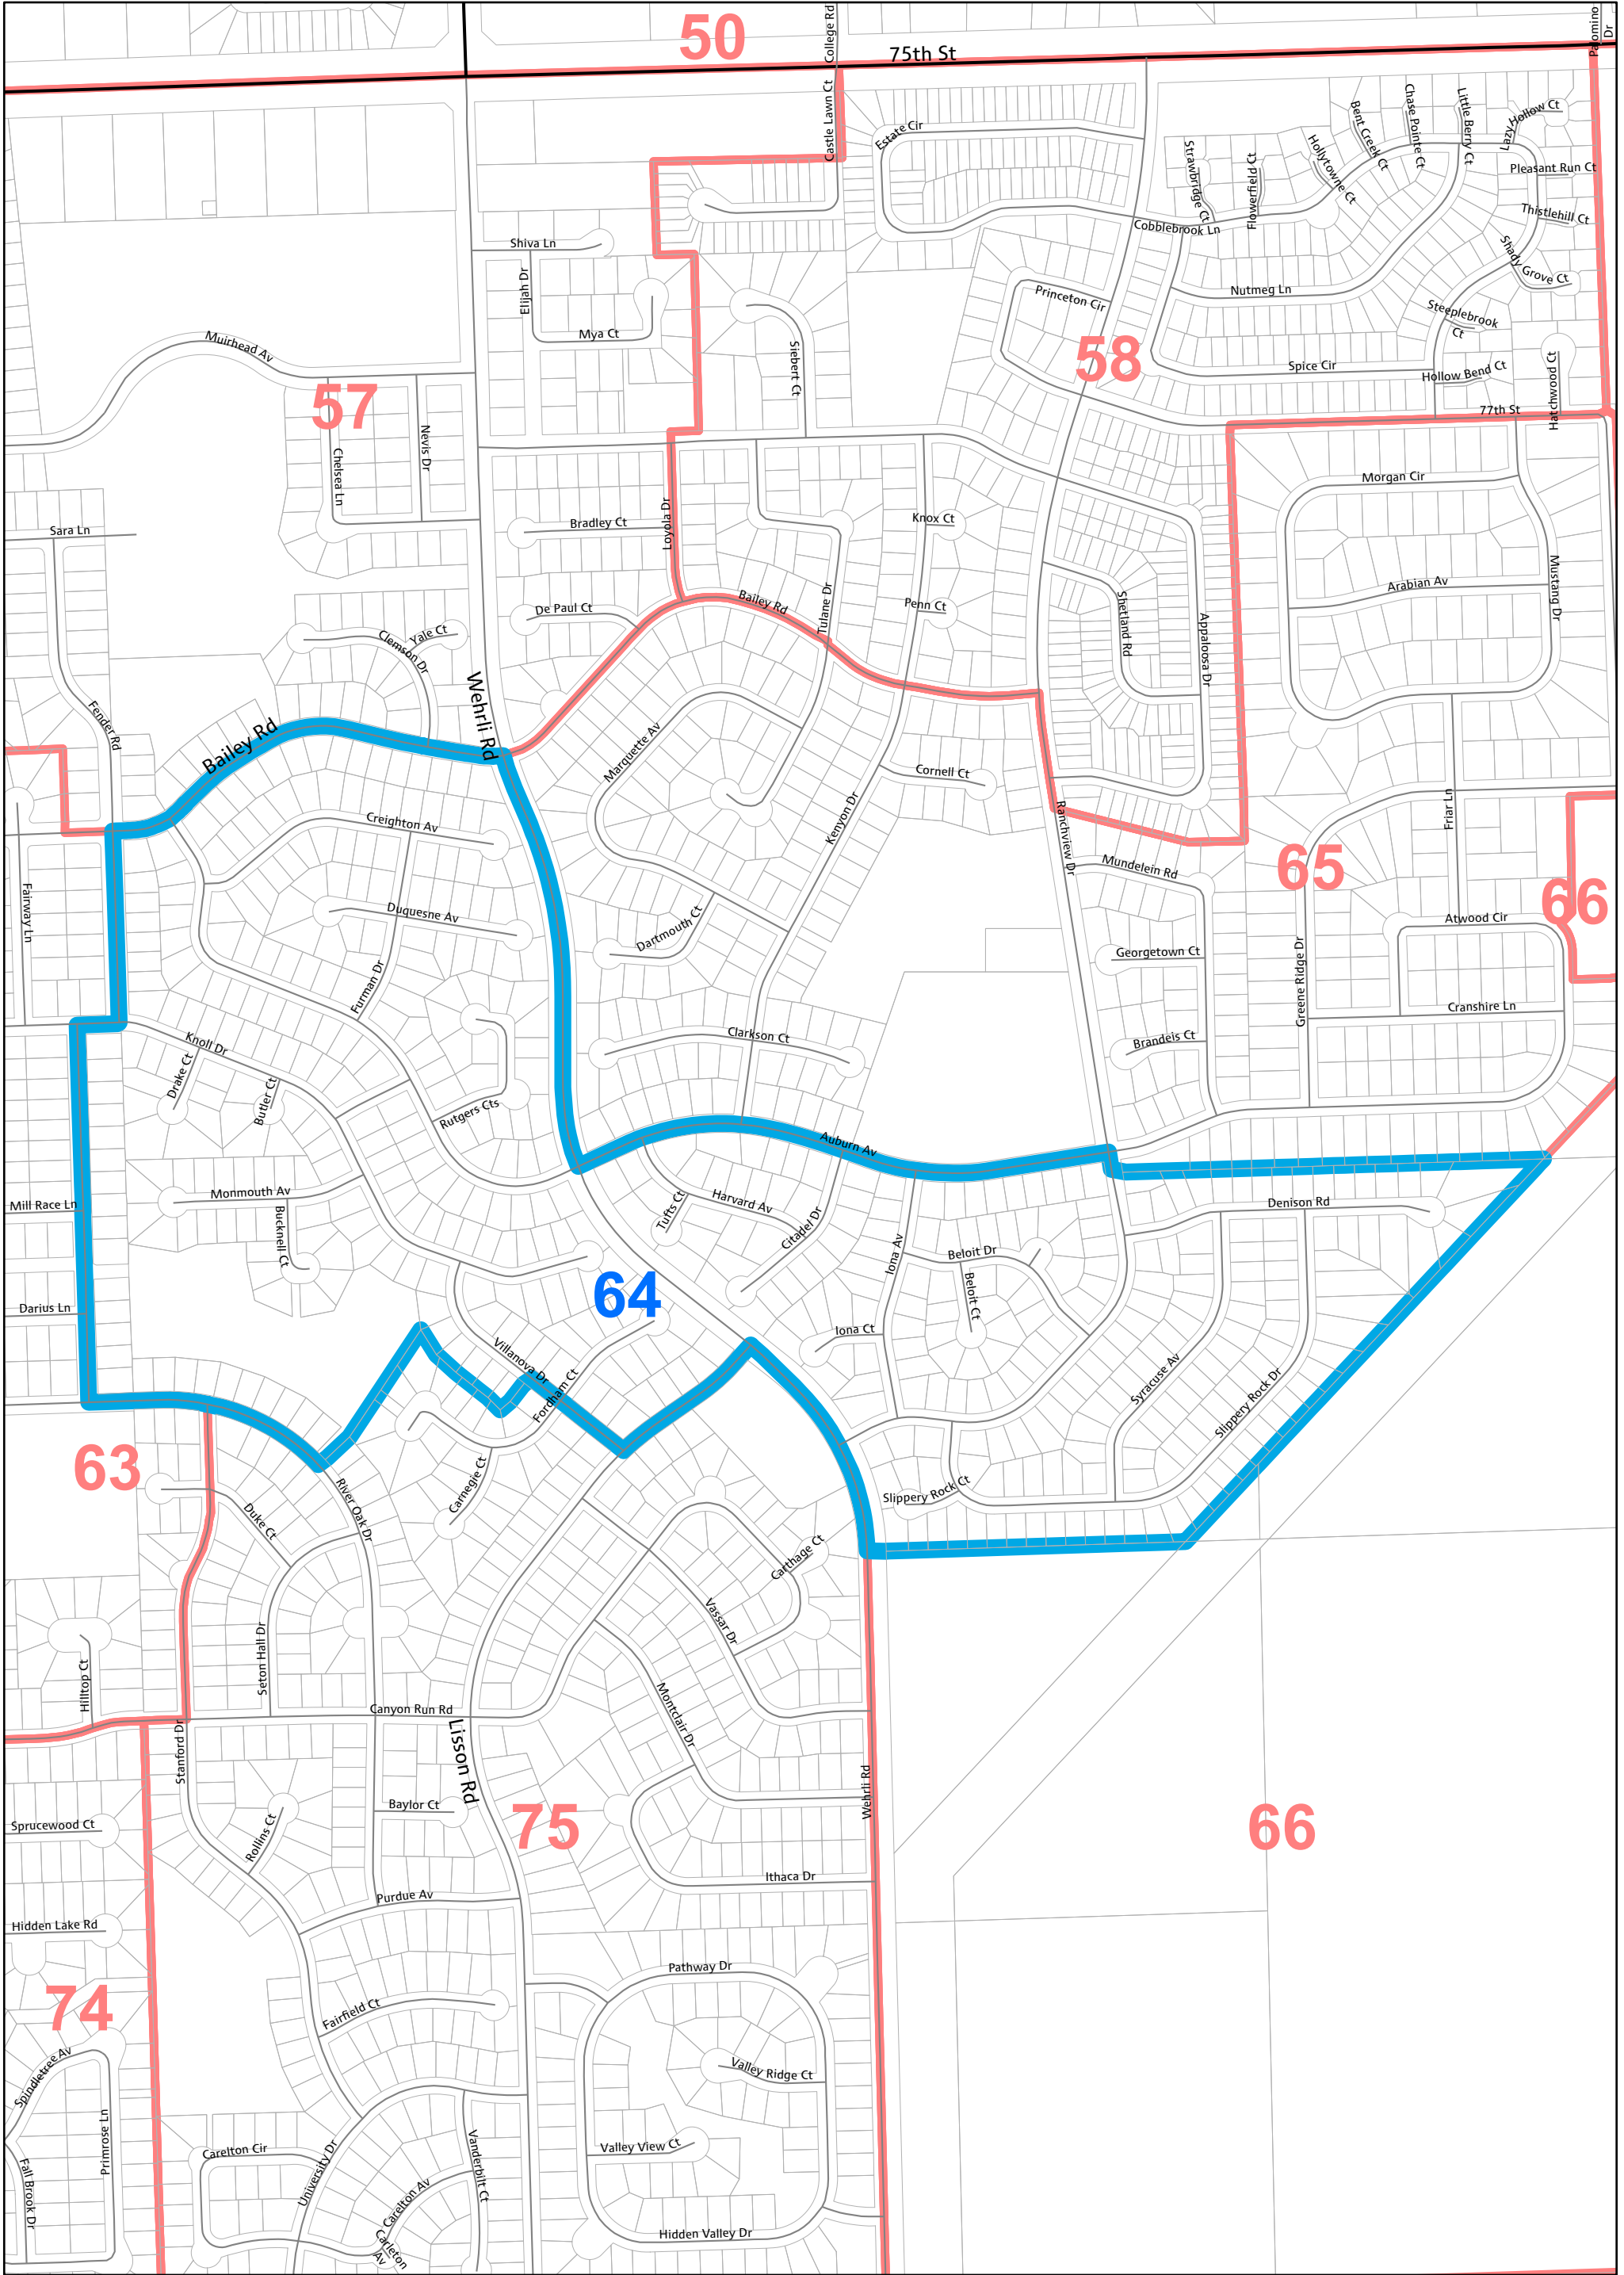 50
College Rd
Palomino
Dr
75th St
Castle Lawn Ct
Estate Cir
Strawbridge Ct
Flowerfield Ct
Hollytowne Ct
Bent Creek Ct
Chase Pointe Ct
Little Berry Ct
Lazy Hollow Ct
Pleasant Run Ct
Thistlehill Ct
Cobblebrook Ln
Shiva Ln
Elijah Dr
Mya Ct
Siebert Ct
Princeton Cir
Nutmeg Ln
Shady Grove Ct
Steeplebrook
Ct
Spice Cir
Hollow Bend Ct
Hatchwood Ct
58
Muirhead Av
57
Chelsea Ln
Nevis Dr
77th St
Morgan Cir
Sara Ln
Bradley Ct
Loyola Dr
Knox Ct
Arabian Av
Mustang Dr
De Paul Ct
Bailey Rd
Tulane Dr
Penn Ct
Shetland Rd
Appaloosa Dr
Yale Ct
Clemson Dr
Wehrli Rd
Fender Rd
Bailey Rd
Marquette Av
Cornell Ct
Kenyon Dr
Ranchview Dr
Friar Ln
Creighton Av
Mundelein Rd
65
66
Fairway Ln
Duquesne Av
Dartmouth Ct
Atwood Cir
Georgetown Ct
Greene Ridge Dr
Furman Dr
Cranshire Ln
Clarkson Ct
Brandeis Ct
Knoll Dr
Drake Ct
Butler Ct
Rutgers Cts
Auburn Av
Monmouth Av
Mill Race Ln
Bucknell Ct
Tufts Ct
Harvard Av
Citadel Dr
Denison Rd
Iona Av
Beloit Dr
Beloit Ct
64
Darius Ln
Iona Ct
Villanova Dr
Fordham Ct
Syracuse Av
Slippery Rock Dr
63
Carnegie Ct
Slippery Rock Ct
River Oak Dr
Duke Ct
Carthage Ct
Vassar Dr
Seton Hall Dr
Hilltop Ct
Montclair Dr
Canyon Run Rd
Stanford Dr
Lisson Rd
Wehrli Rd
Baylor Ct
Sprucewood Ct
Rollins Ct
75
66
Ithaca Dr
Purdue Av
Hidden Lake Rd
Pathway Dr
74
Fairfield Ct
Spindletree Av
Valley Ridge Ct
Primrose Ln
Carelton Cir
University Dr
Vanderbilt Ct
Valley View Ct
Fall Brook Dr
Carelton Av
Carleton
Av
Hidden Valley Dr